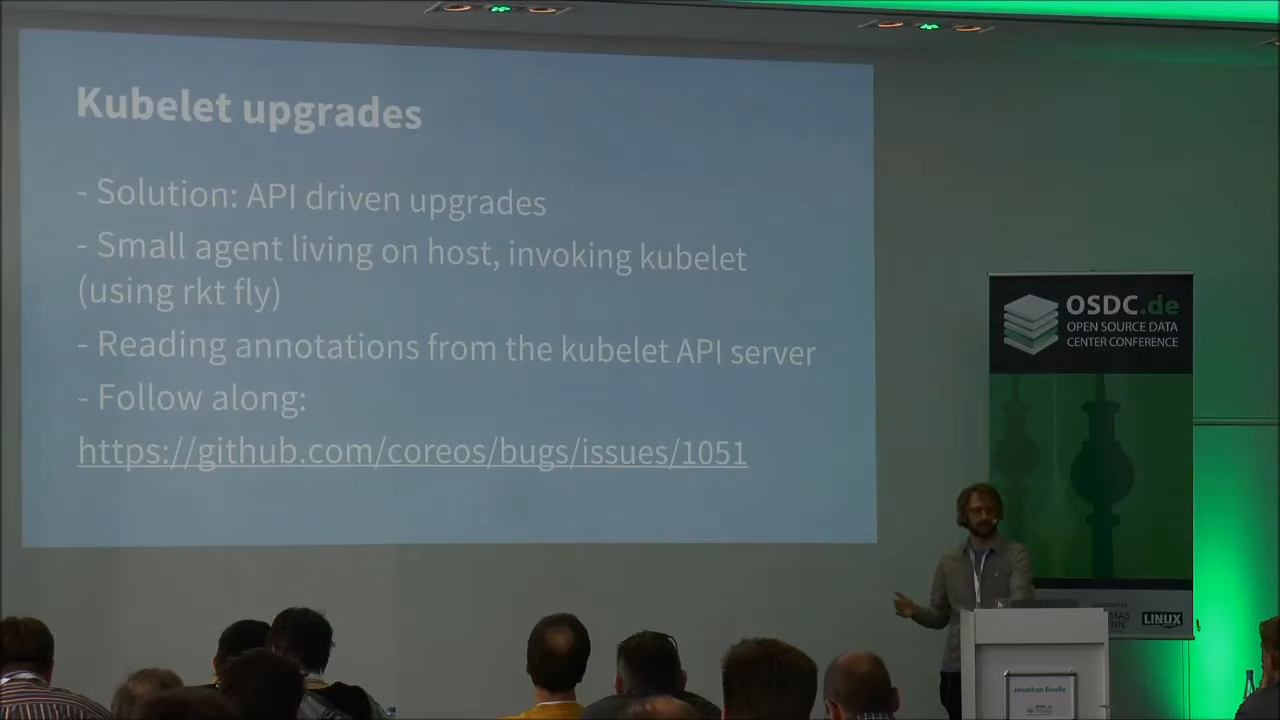 Kubelet upgrades
- Solution: API driven upgrades
- Small agent living on host, invoking kubelet
(using rkt fly)
- Reading annotations from the kubelet API server
- Follow along:
https://github.com/coreos/bugs/issues/1051
OSDC.de
OPEN SOURCE DATA
CENTER CONFERENCE
LINUX
Jonathan Boulle